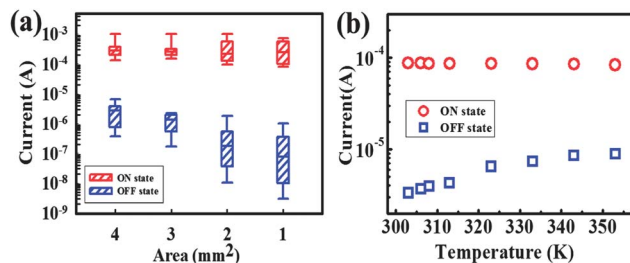 (a)
Current (A)
10-3
10-4
10-5
10-6
10-7
10-8
10-9
ON state
OFF state
4 3 2 1
Area (mm2)
(b)
Current(A)
10-4
10-5
ON state
OFF state
300 310 320 330 340 350
Temperature (K)